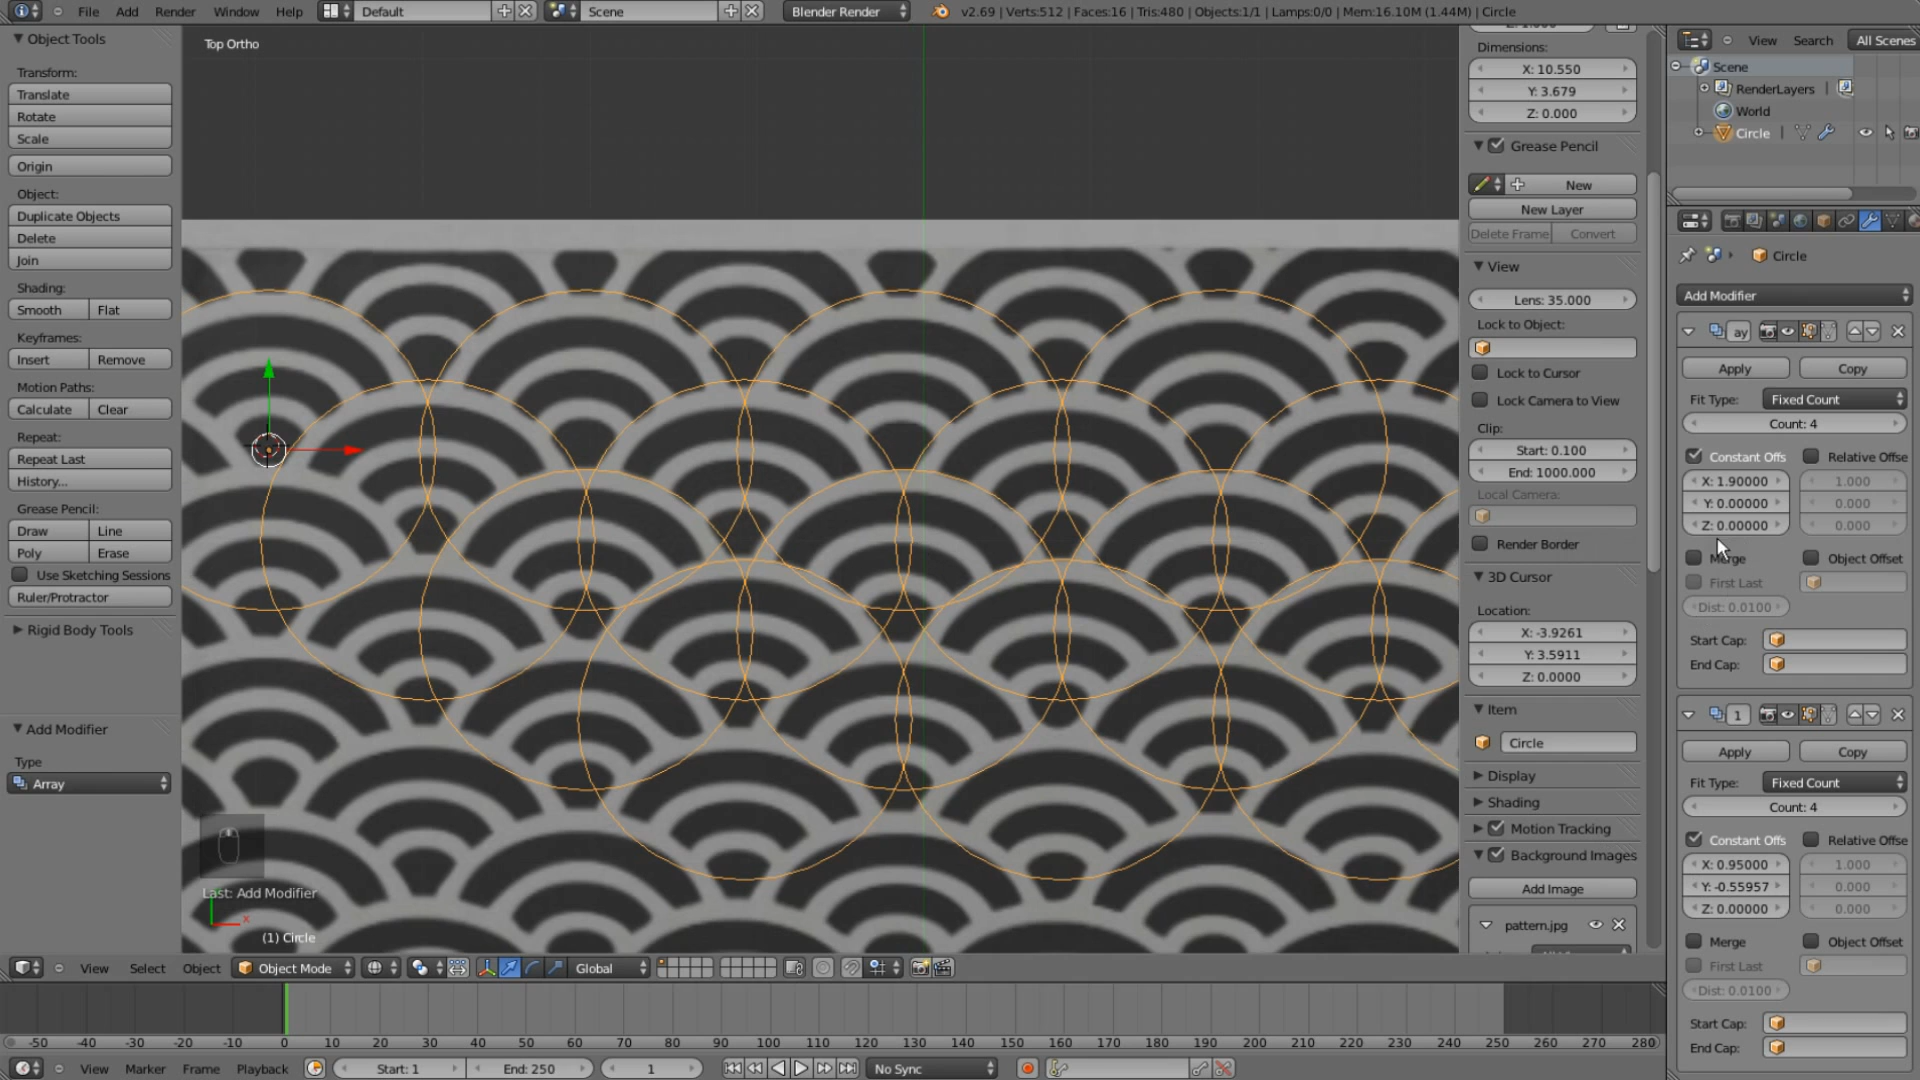 File Add Render Window Help Default Scene Blender Render v2.69 | Verts:512 | Faces:16 | Tris:480 | Objects:1/1 | Lamps:0/0 | Mem:16.10M (1.44M) | Circle
Object Tools
Transform:
Translate
Rotate
Scale
Origin
Object:
Duplicate Objects
Delete
Join
Shading:
Smooth Flat
Keyframes:
Insert Remove
Motion Paths:
Calculate Clear
Repeat:
Repeat Last
History...
Grease Pencil:
Draw Line
Poly Erase
Use Sketching Sessions
Ruler/Protractor
Rigid Body Tools
Add Modifier
Type
Array
Top Ortho
Last: Add Modifier
x
(1) Circle
Dimensions:
X: 10.550
Y: 3.679
Z: 0.000
Grease Pencil
New
New Layer
Delete Frame Convert
View
Lens: 35.000
Lock to Object:
Lock to Cursor
Lock Camera to View
Clip:
Start: 0.100
End: 1000.000
Local Camera:
Render Border
3D Cursor
Location:
X: -3.9261
Y: 3.5911
Z: 0.0000
Item
Circle
Display
Shading
Motion Tracking
Background Images
Add Image
pattern.jpg
View Search All Scenes
Scene
RenderLayers |
World
Circle |
Circle
Add Modifier
ay
Apply Copy
Fit Type: Fixed Count
Count: 4
Constant Offs Relative Offse
X: 1.90000 1.000
Y: 0.00000 0.000
Z: 0.00000 0.000
Merge Object Offset
First Last
Dist: 0.0100
Start Cap:
End Cap:
1
Apply Copy
Fit Type: Fixed Count
Count: 4
Constant Offs Relative Offse
X: 0.95000 1.000
Y: -0.55957 0.000
Z: 0.00000 0.000
Merge Object Offset
First Last
Dist: 0.0100
Start Cap:
End Cap:
View Select Object Object Mode Global
-50 -40 -30 -20 -10 0 10 20 30 40 50 60 70 80 90 100 110 120 130 140 150 160 170 180 190 200 210 220 230 240 250 260 270 280
View Marker Frame Playback Start: 1 End: 250 1 No Sync